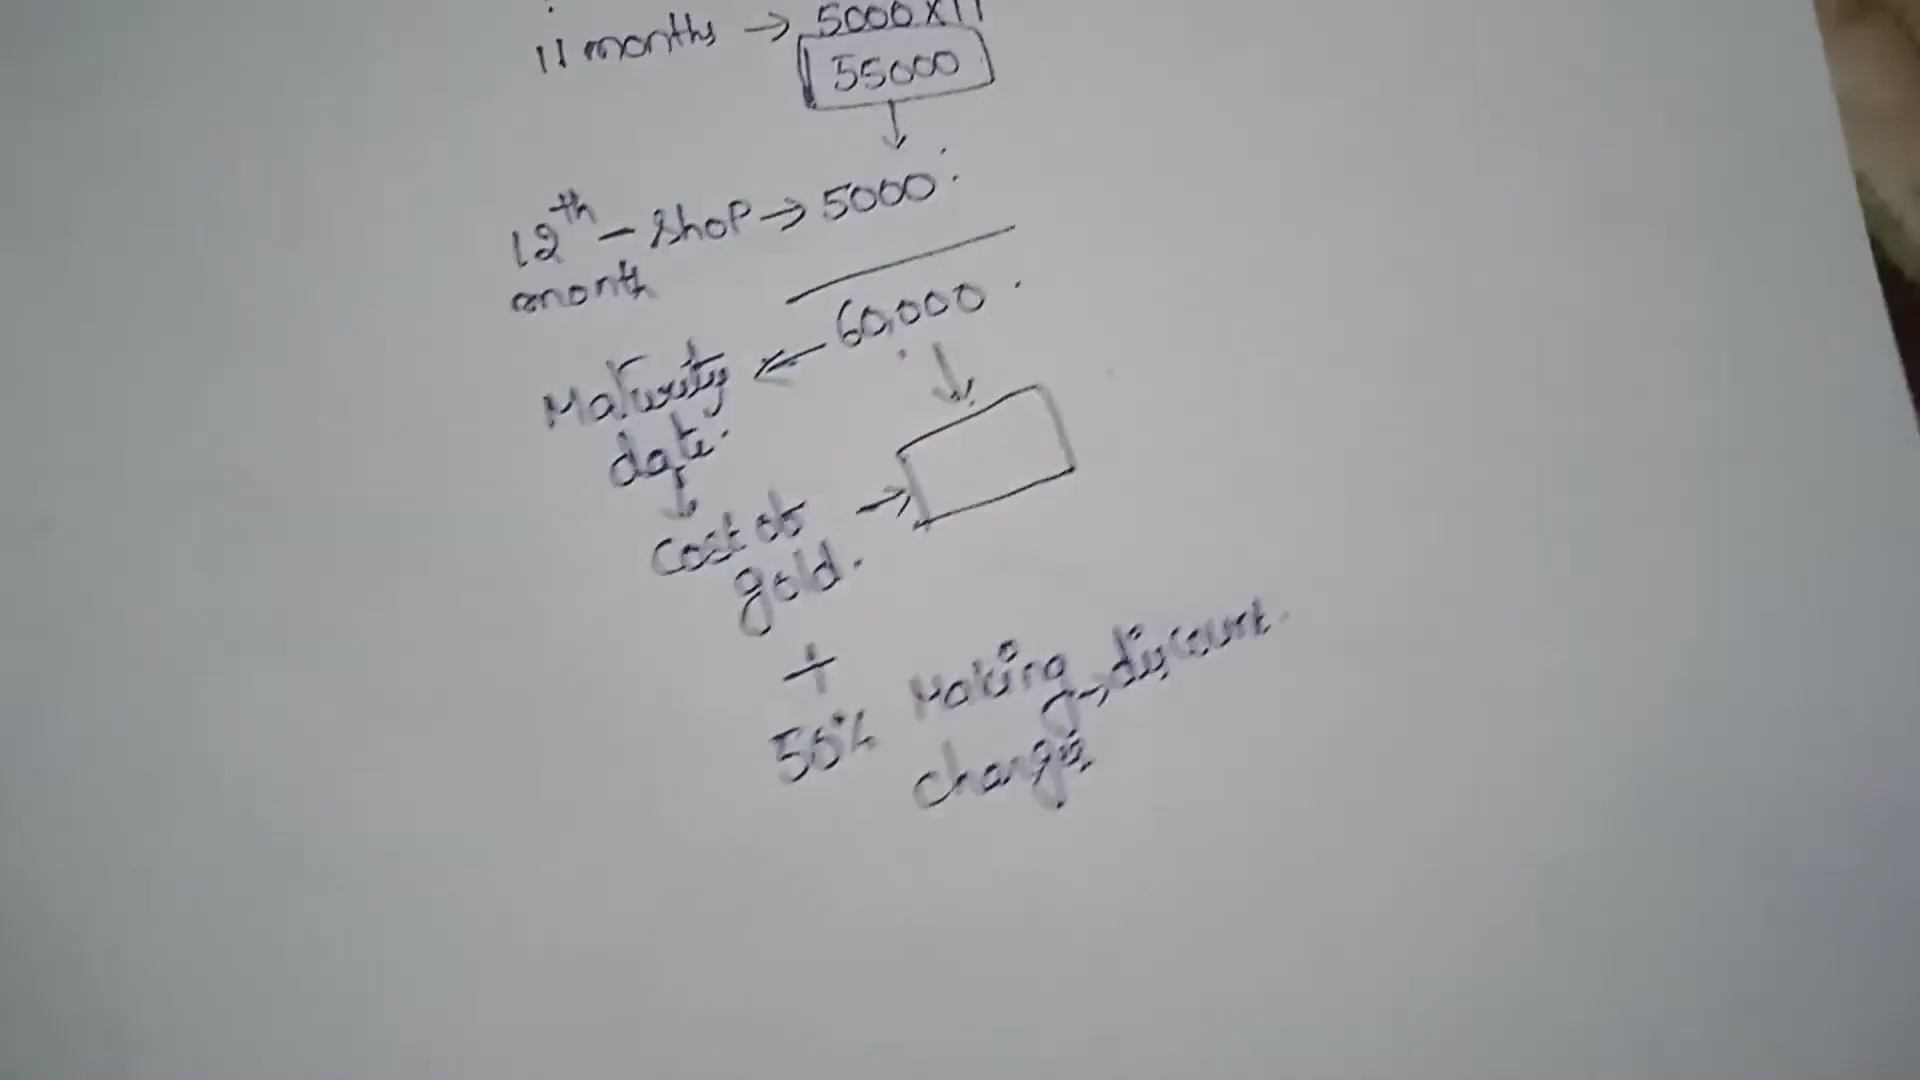 11 months → 5000 x 11
55000
12th - shop → 5000
month
60,000
Maturity
date
cost of
gold.
+
50% Making → discount.
charges